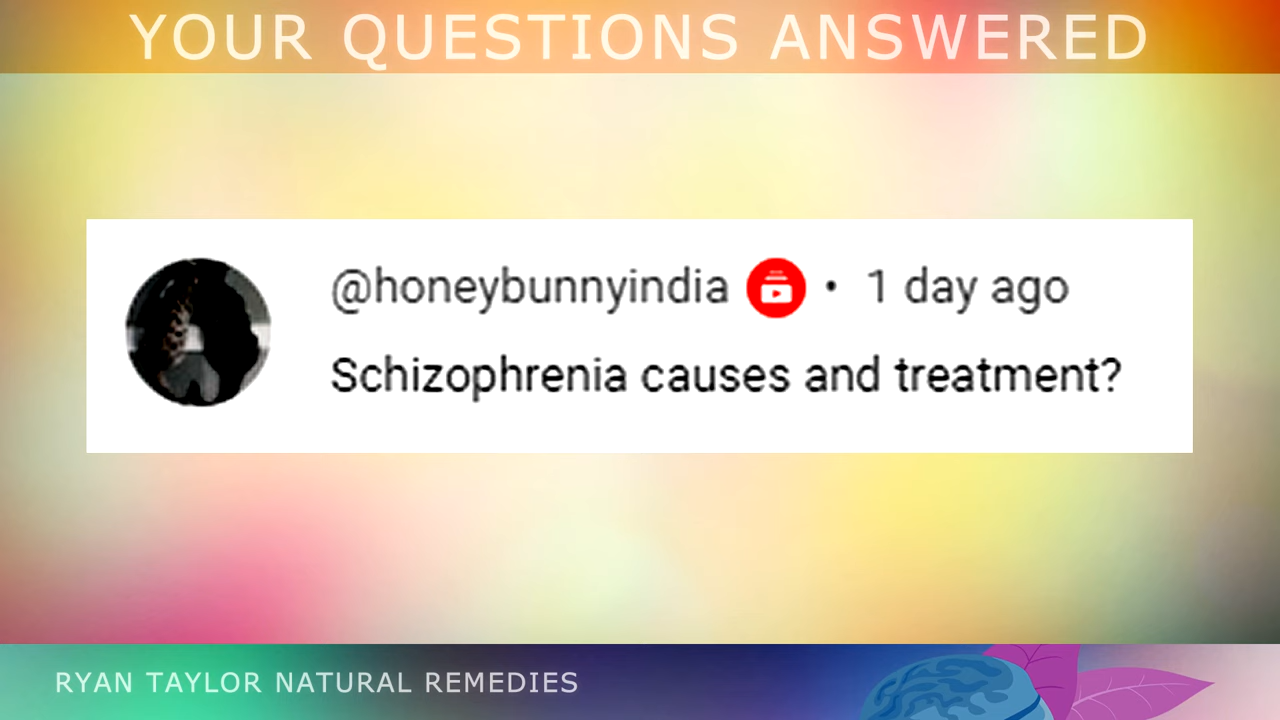 YOUR QUESTIONS ANSWERED
@honeybunnyindia • 1 day ago
Schizophrenia causes and treatment?
RYAN TAYLOR NATURAL REMEDIES